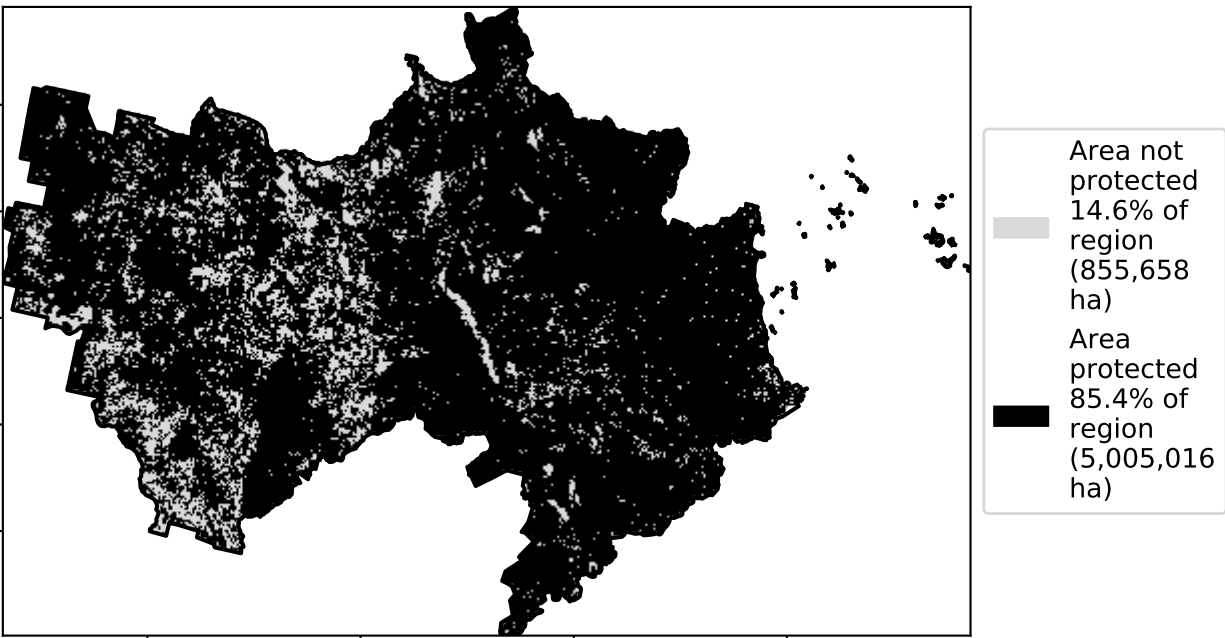 Area not
protected
14.6% of
region
(855,658
ha)
Area
protected
85.4% of
region
(5,005,016
ha)